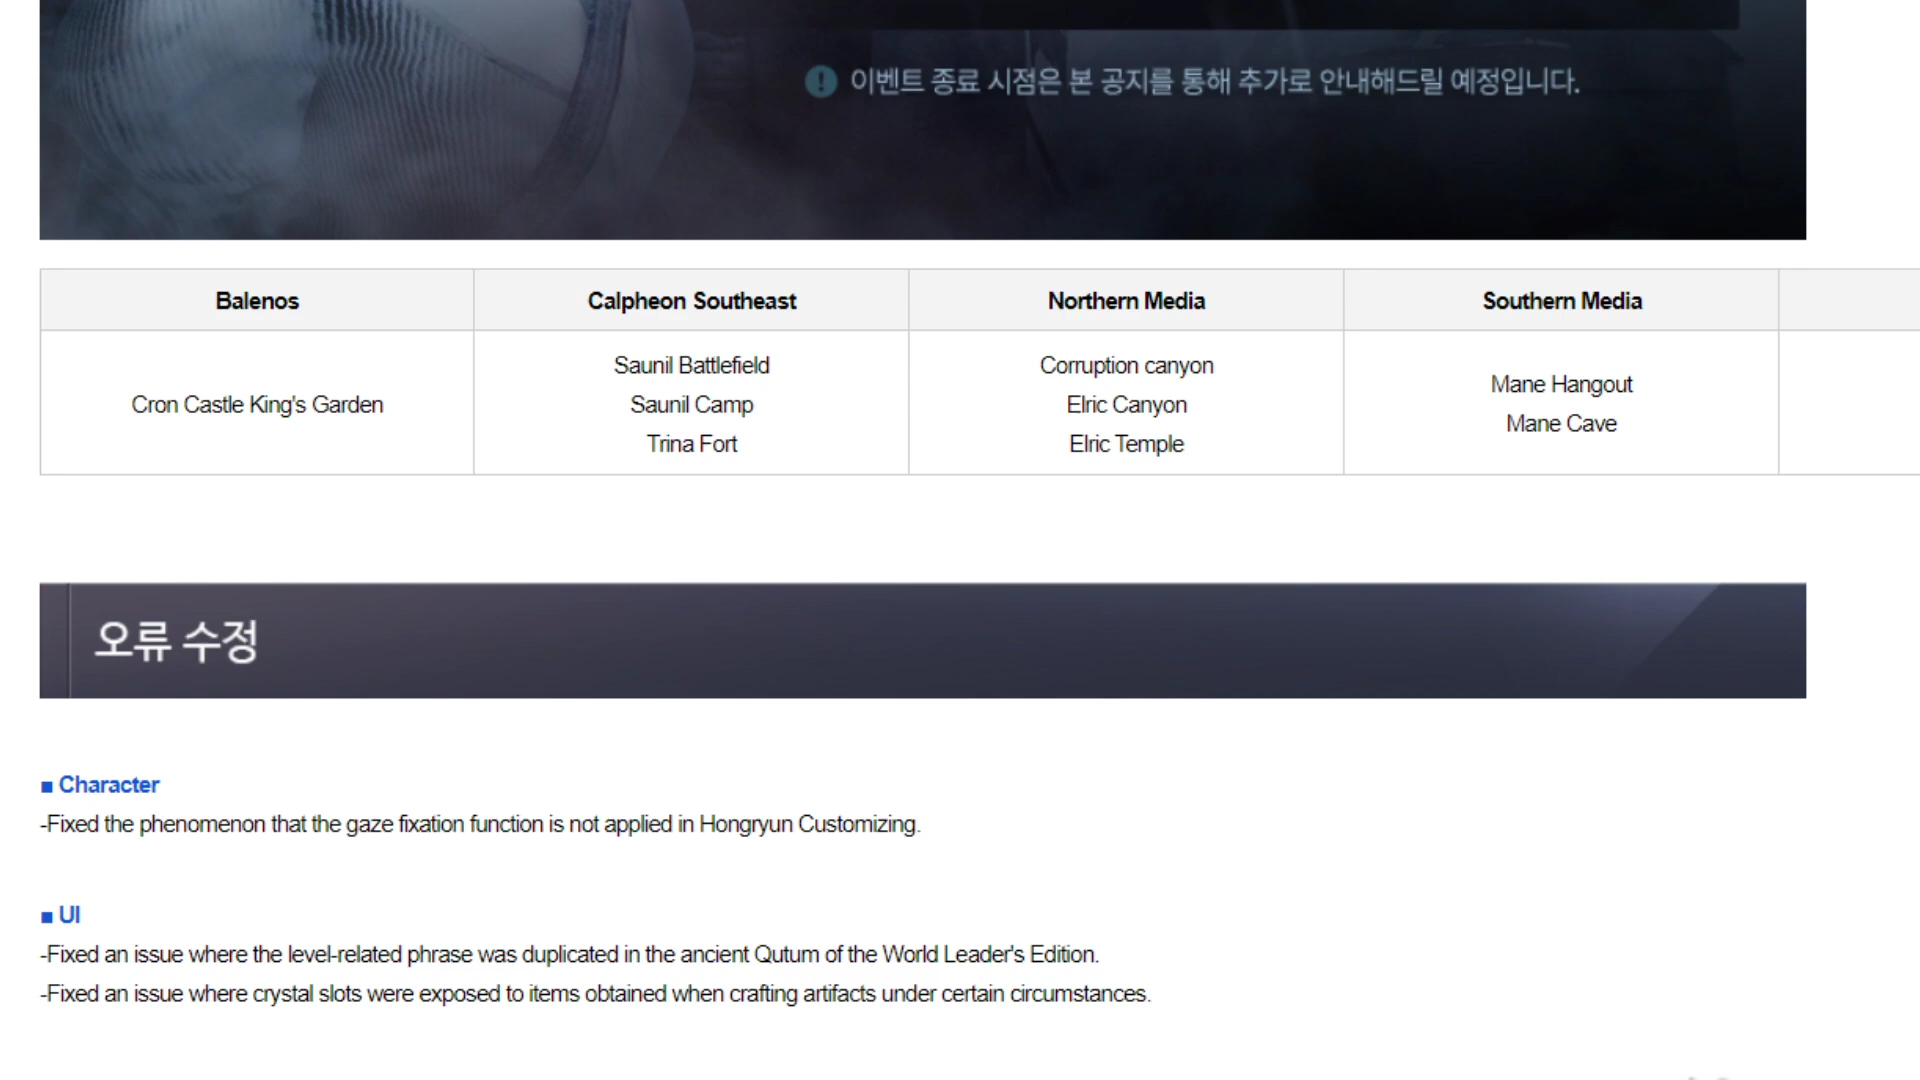 이벤트 종료 시점은 본 공지를 통해 추가로 안내해드릴 예정입니다.
Balenos
Calpheon Southeast
Northern Media
Southern Media
Cron Castle King's Garden
Saunil Battlefield
Saunil Camp
Trina Fort
Corruption canyon
Elric Canyon
Elric Temple
Mane Hangout
Mane Cave
오류 수정
■ Character
-Fixed the phenomenon that the gaze fixation function is not applied in Hongryun Customizing.
■ UI
-Fixed an issue where the level-related phrase was duplicated in the ancient Qutum of the World Leader's Edition.
-Fixed an issue where crystal slots were exposed to items obtained when crafting artifacts under certain circumstances.